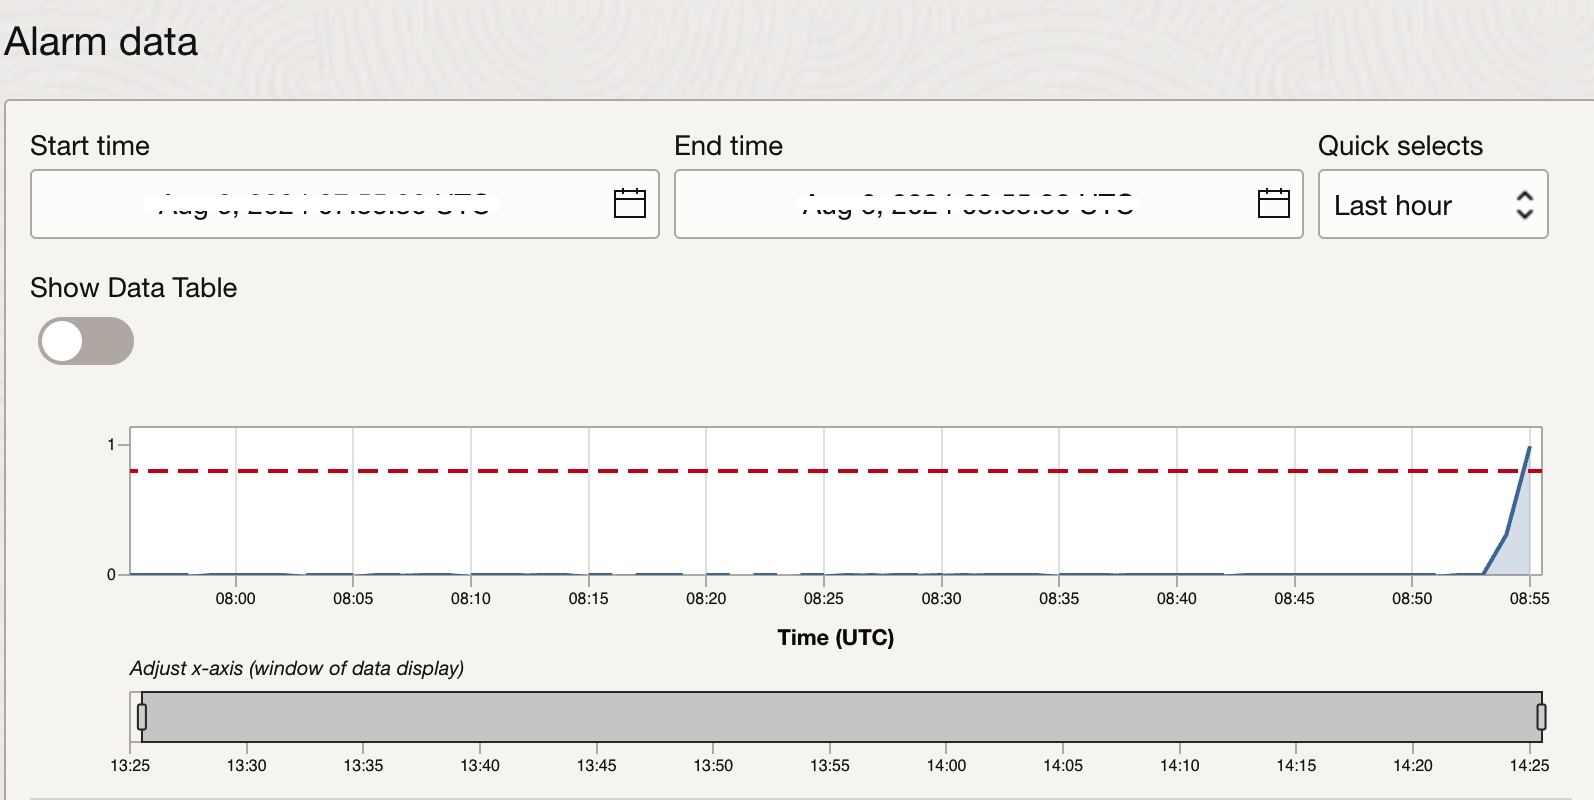 Alarm data
Start time
End time
Quick selects
Last hour
Show Data Table
1
0
08:00 08:05 08:10 08:15 08:20 08:25 08:30 08:35 08:40 08:45 08:50 08:55
Time (UTC)
Adjust x-axis (window of data display)
13:25 13:30 13:35 13:40 13:45 13:50 13:55 14:00 14:05 14:10 14:15 14:20 14:25